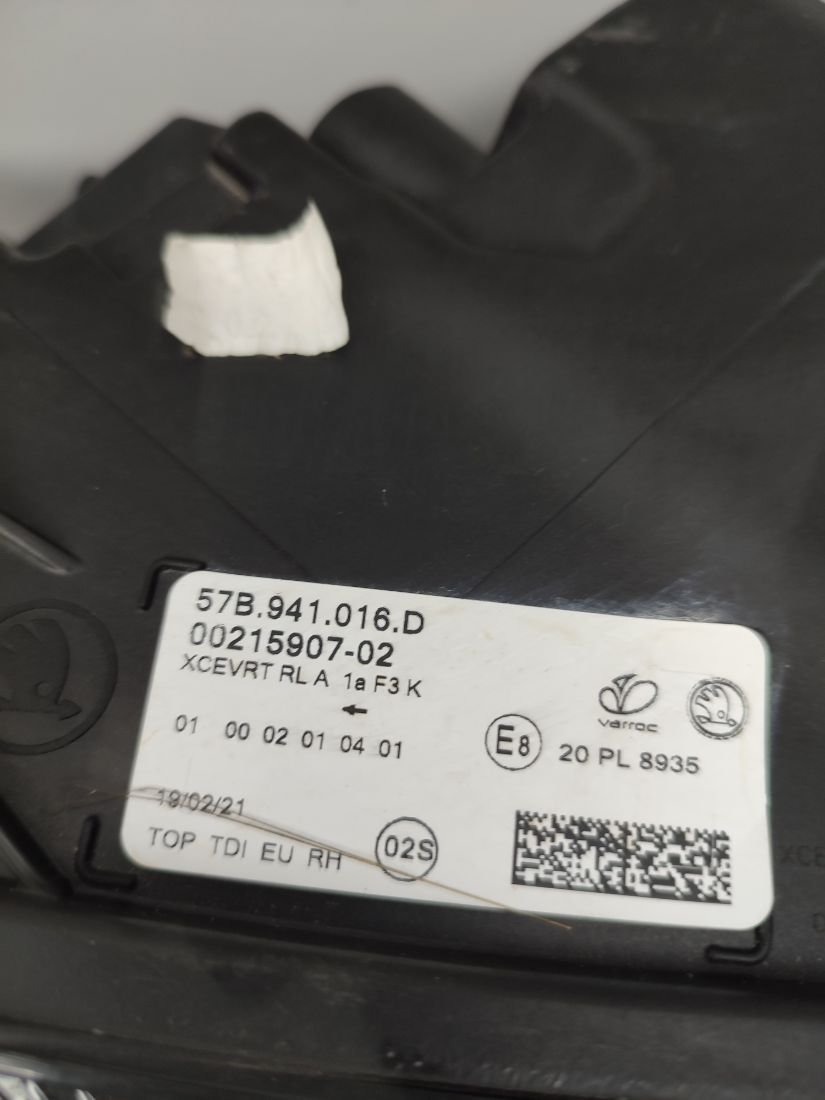 57B.941.016.D
00215907-02
XCEVRT RL A 1a F3 K
varroc
01 00 02 01 04 01
E8 20 PL 8935
19/02/21
TOP TDI EU RH 02S